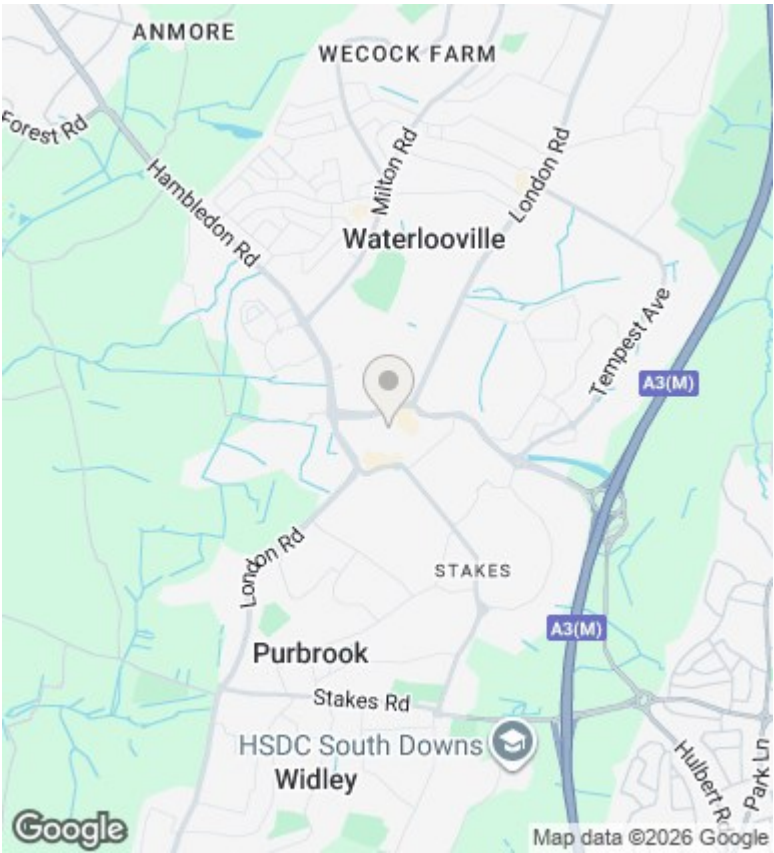 ANMORE
WECOCK FARM
Forest Rd
Hambledon Rd
Milton Rd
London Rd
Waterlooville
Tempest Ave
A3(M)
London Rd
STAKES
A3(M)
Purbrook
Stakes Rd
HSDC South Downs
Widley
Hulbert Rd
Park Ln
Google
Map data ©2026 Google